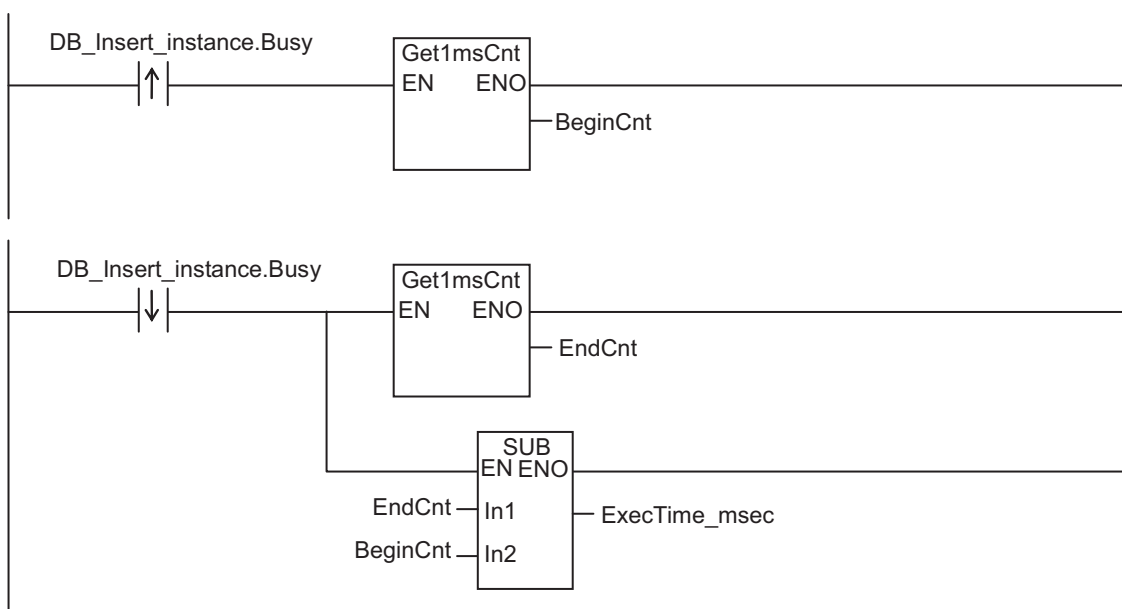 DB_Insert_instance.Busy
Get1msCnt
EN ENO
BeginCnt
DB_Insert_instance.Busy
Get1msCnt
EN ENO
EndCnt
SUB
EN ENO
EndCnt In1
ExecTime_msec
BeginCnt In2